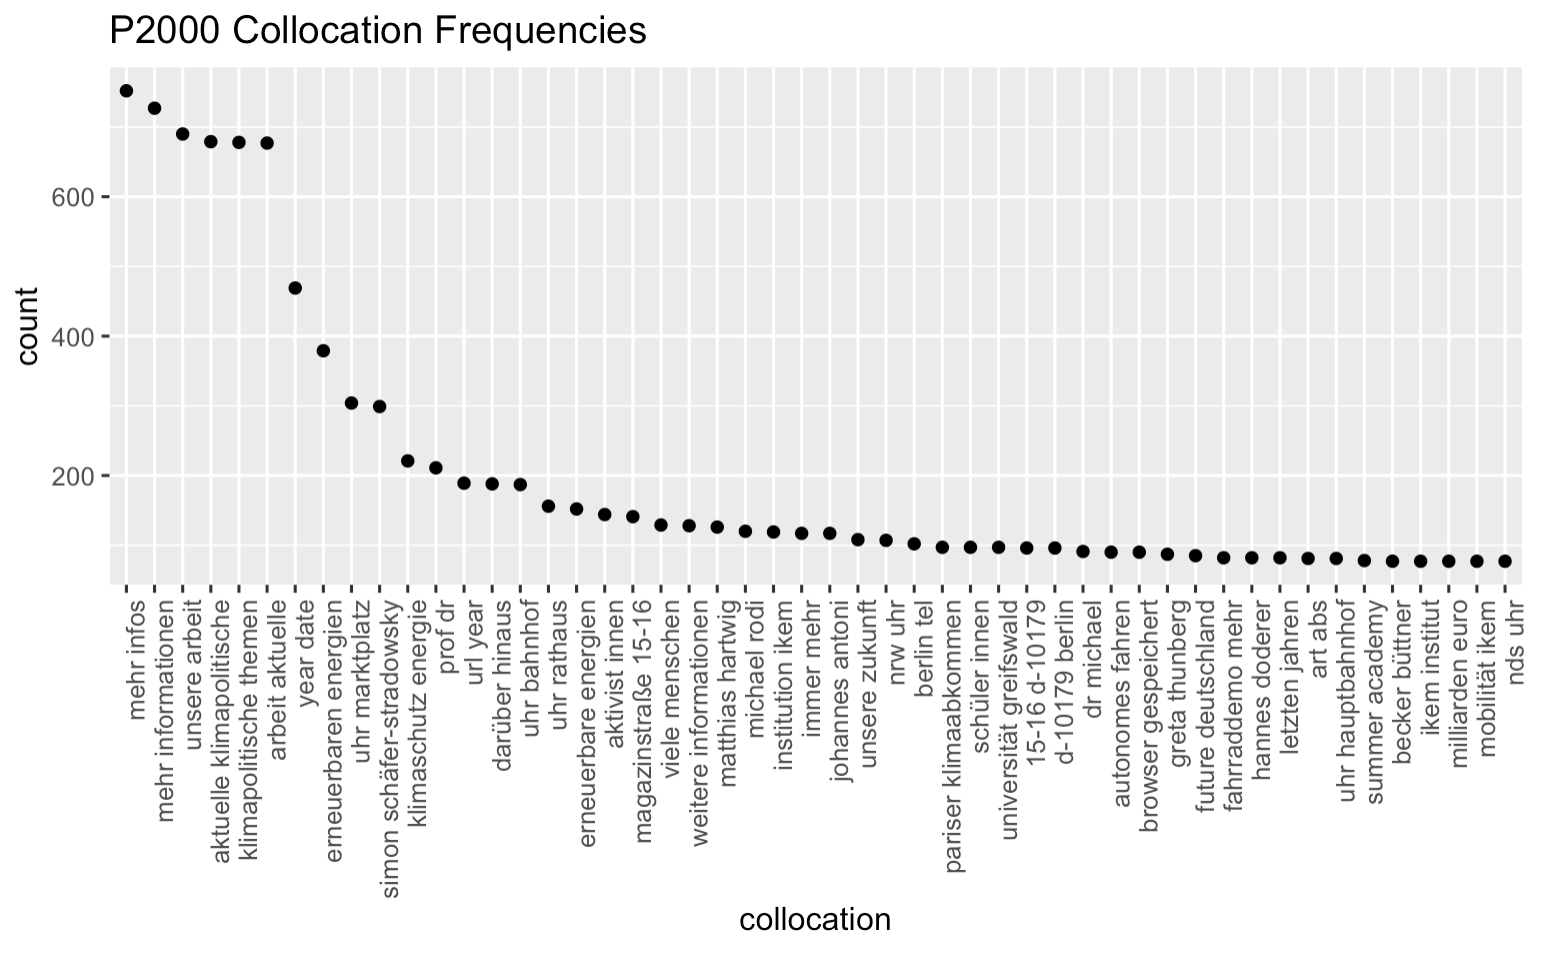 P2000 Collocation Frequencies
count
600
400
200
mehr infos
mehr informationen
unsere arbeit
aktuelle klimapolitische
klimapolitische themen
arbeit aktuelle
year date
erneuerbaren energien
uhr marktplatz
simon schäfer-stradowsky
klimaschutz energie
prof dr
url year
darüber hinaus
uhr bahnhof
uhr rathaus
erneuerbare energien
aktivist innen
magazinstraße 15-16
viele menschen
weitere informationen
matthias hartwig
michael rodi
institution ikem
immer mehr
johannes antoni
unsere zukunft
nrw uhr
berlin tel
pariser klimaabkommen
schüler innen
universität greifswald
15-16 d-10179
d-10179 berlin
dr michael
autonomes fahren
browser gespeichert
greta thunberg
future deutschland
fahrraddemo mehr
hannes doderer
letzten jahren
art abs
uhr hauptbahnhof
summer academy
becker büttner
ikem institut
milliarden euro
mobilität ikem
nds uhr
collocation